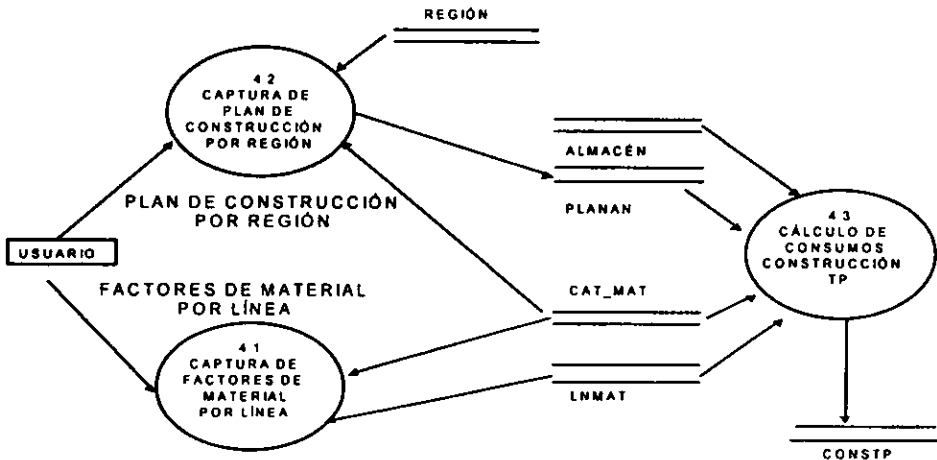 REGIÓN
4 2
CAPTURA DE
PLAN DE
CONSTRUCCIÓN
POR REGIÓN
ALMACÉN
PLANAN
PLAN DE CONSTRUCCIÓN
POR REGIÓN
4 3
CÁLCULO DE
CONSUMOS
CONSTRUCCIÓN
TP
USUARIO
FACTORES DE MATERIAL
POR LÍNEA
CAT_MAT
4 1
CAPTURA DE
FACTORES DE
MATERIAL
POR LÍNEA
LNMAT
CONSTP